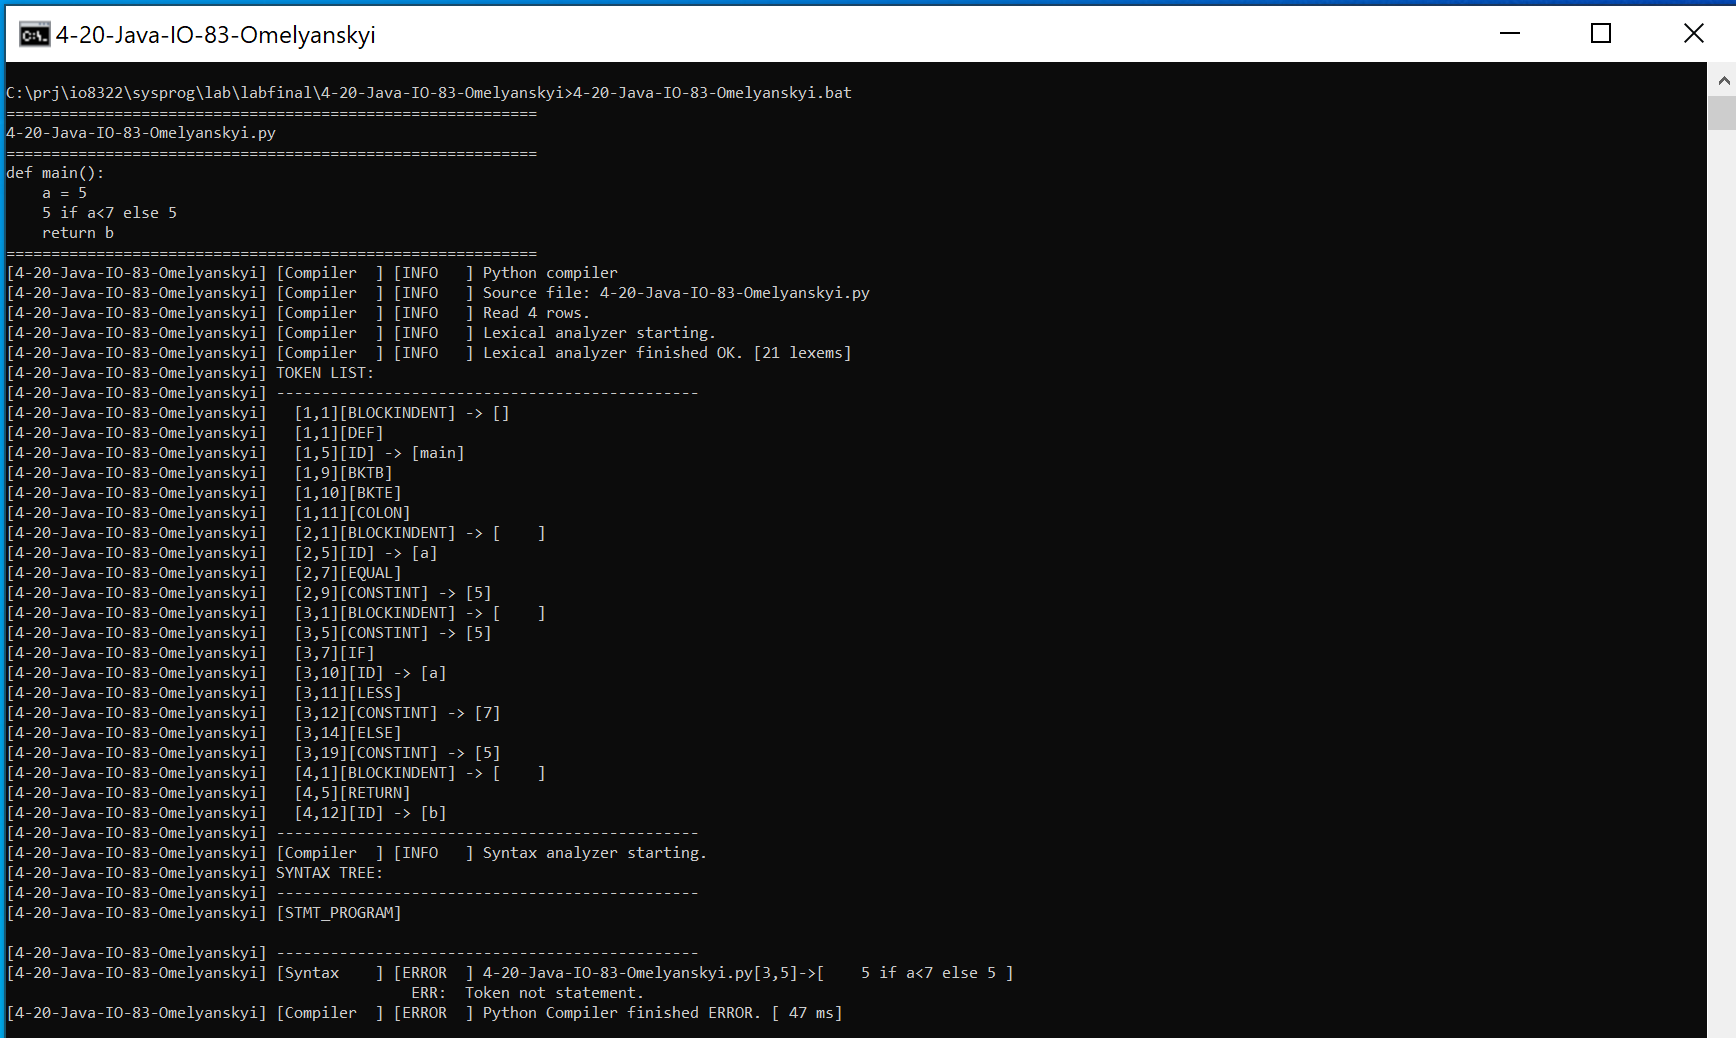 4-20-Java-IO-83-Omelyanskyi
C:\prj\io8322\sysprog\lab\labfinal\4-20-Java-IO-83-Omelyanskyi>4-20-Java-IO-83-Omelyanskyi.bat
===========================================================
4-20-Java-IO-83-Omelyanskyi.py
===========================================================
def main():
    a = 5
    5 if a<7 else 5
    return b
===========================================================
[4-20-Java-IO-83-Omelyanskyi] [Compiler  ] [INFO   ] Python compiler
[4-20-Java-IO-83-Omelyanskyi] [Compiler  ] [INFO   ] Source file: 4-20-Java-IO-83-Omelyanskyi.py
[4-20-Java-IO-83-Omelyanskyi] [Compiler  ] [INFO   ] Read 4 rows.
[4-20-Java-IO-83-Omelyanskyi] [Compiler  ] [INFO   ] Lexical analyzer starting.
[4-20-Java-IO-83-Omelyanskyi] [Compiler  ] [INFO   ] Lexical analyzer finished OK. [21 lexems]
[4-20-Java-IO-83-Omelyanskyi] TOKEN LIST:
[4-20-Java-IO-83-Omelyanskyi] -----------------------------------------------
[4-20-Java-IO-83-Omelyanskyi]   [1,1][BLOCKINDENT] -> []
[4-20-Java-IO-83-Omelyanskyi]   [1,1][DEF]
[4-20-Java-IO-83-Omelyanskyi]   [1,5][ID] -> [main]
[4-20-Java-IO-83-Omelyanskyi]   [1,9][BKTB]
[4-20-Java-IO-83-Omelyanskyi]   [1,10][BKTE]
[4-20-Java-IO-83-Omelyanskyi]   [1,11][COLON]
[4-20-Java-IO-83-Omelyanskyi]   [2,1][BLOCKINDENT] -> [    ]
[4-20-Java-IO-83-Omelyanskyi]   [2,5][ID] -> [a]
[4-20-Java-IO-83-Omelyanskyi]   [2,7][EQUAL]
[4-20-Java-IO-83-Omelyanskyi]   [2,9][CONSTINT] -> [5]
[4-20-Java-IO-83-Omelyanskyi]   [3,1][BLOCKINDENT] -> [    ]
[4-20-Java-IO-83-Omelyanskyi]   [3,5][CONSTINT] -> [5]
[4-20-Java-IO-83-Omelyanskyi]   [3,7][IF]
[4-20-Java-IO-83-Omelyanskyi]   [3,10][ID] -> [a]
[4-20-Java-IO-83-Omelyanskyi]   [3,11][LESS]
[4-20-Java-IO-83-Omelyanskyi]   [3,12][CONSTINT] -> [7]
[4-20-Java-IO-83-Omelyanskyi]   [3,14][ELSE]
[4-20-Java-IO-83-Omelyanskyi]   [3,19][CONSTINT] -> [5]
[4-20-Java-IO-83-Omelyanskyi]   [4,1][BLOCKINDENT] -> [    ]
[4-20-Java-IO-83-Omelyanskyi]   [4,5][RETURN]
[4-20-Java-IO-83-Omelyanskyi]   [4,12][ID] -> [b]
[4-20-Java-IO-83-Omelyanskyi] -----------------------------------------------
[4-20-Java-IO-83-Omelyanskyi] [Compiler  ] [INFO   ] Syntax analyzer starting.
[4-20-Java-IO-83-Omelyanskyi] SYNTAX TREE:
[4-20-Java-IO-83-Omelyanskyi] -----------------------------------------------
[4-20-Java-IO-83-Omelyanskyi] [STMT_PROGRAM]
[4-20-Java-IO-83-Omelyanskyi] -----------------------------------------------
[4-20-Java-IO-83-Omelyanskyi] [Syntax    ] [ERROR  ] 4-20-Java-IO-83-Omelyanskyi.py[3,5]->[    5 if a<7 else 5 ]
ERR:  Token not statement.
[4-20-Java-IO-83-Omelyanskyi] [Compiler  ] [ERROR  ] Python Compiler finished ERROR. [ 47 ms]